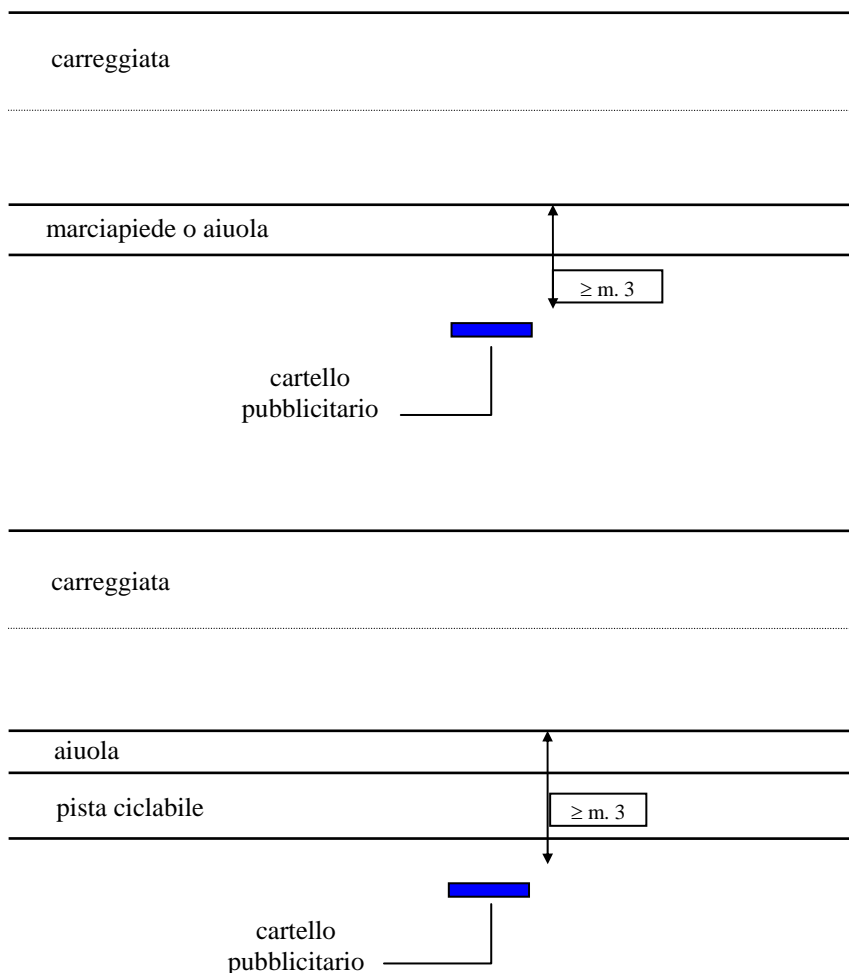 carreggiata
marciapiede o aiuola
≥ m. 3
cartello
pubblicitario
carreggiata
aiuola
pista ciclabile
≥ m. 3
cartello
pubblicitario